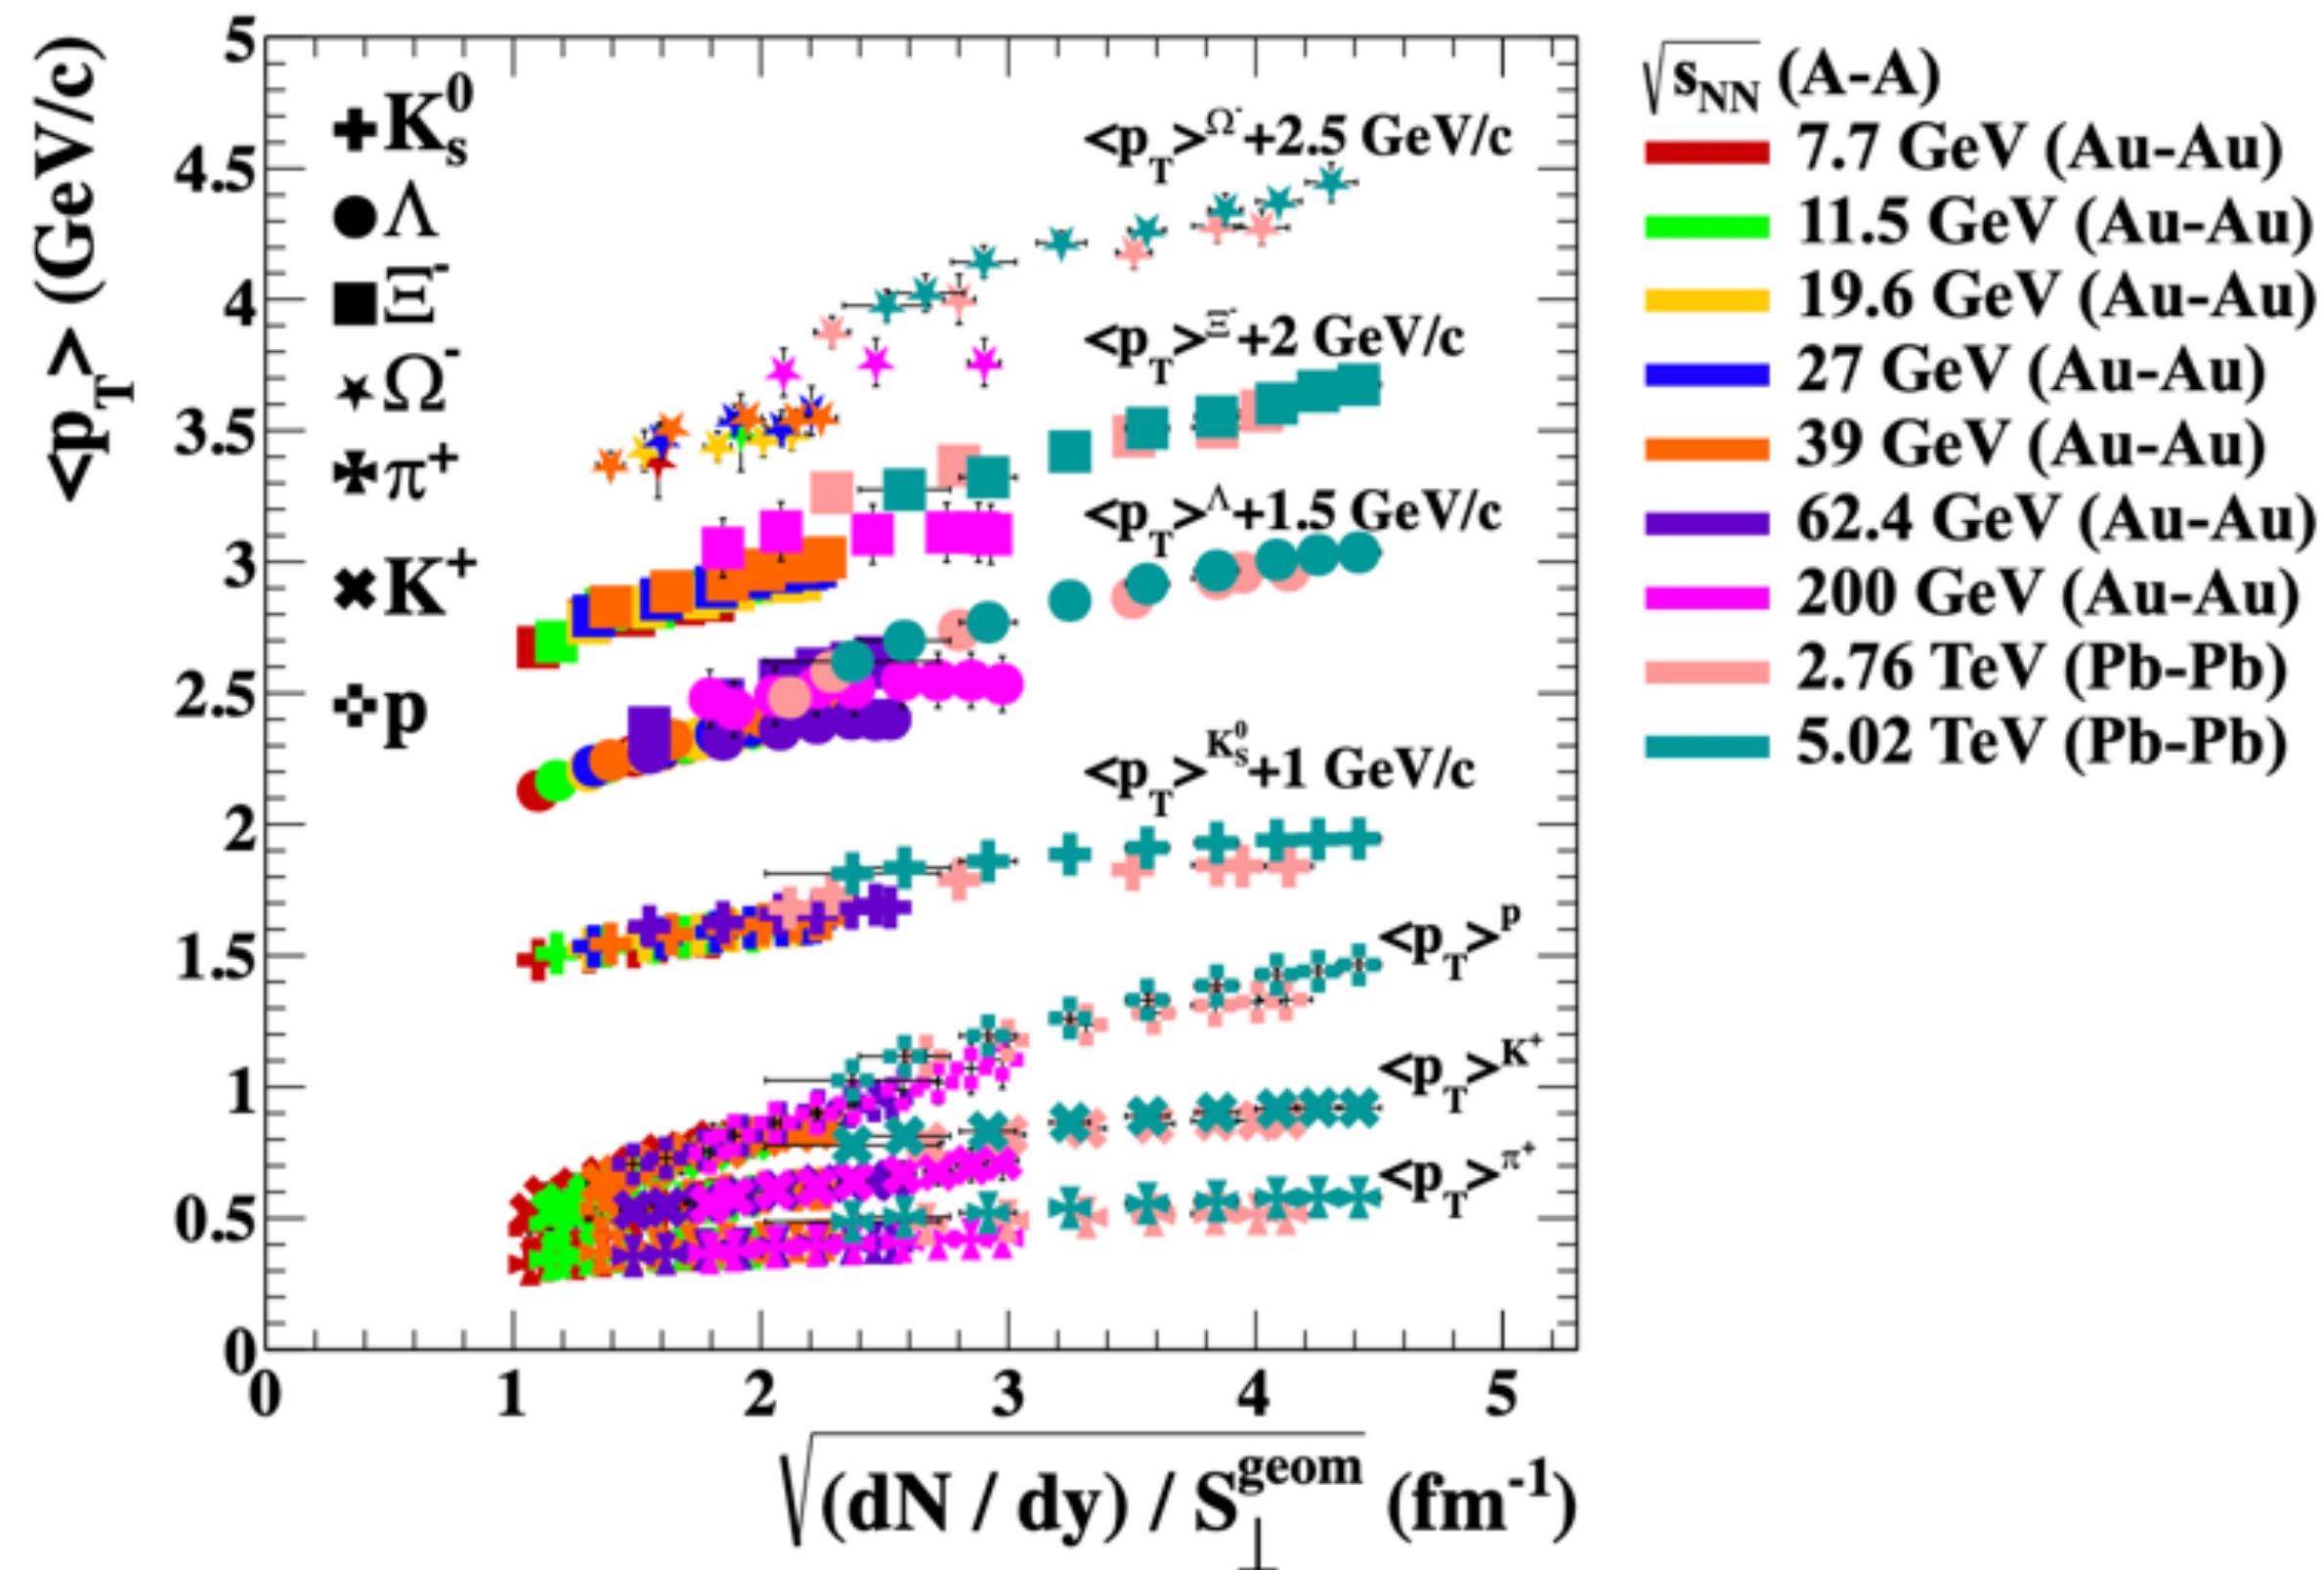 <p_T> (GeV/c)
5
4.5
4
3.5
3
2.5
2
1.5
1
0.5
0
0 1 2 3 4 5
√(dN / dy) / S_⊥^geom (fm^-1)
K_s^0
Λ
Ξ^-
Ω^-
π^+
K^+
p
<p_T>^Ω^- +2.5 GeV/c
<p_T>^Ξ^- +2 GeV/c
<p_T>^Λ +1.5 GeV/c
<p_T>^K_S^0 +1 GeV/c
<p_T>^p
<p_T>^K^+
<p_T>^π^+
√s_NN (A-A)
7.7 GeV (Au-Au)
11.5 GeV (Au-Au)
19.6 GeV (Au-Au)
27 GeV (Au-Au)
39 GeV (Au-Au)
62.4 GeV (Au-Au)
200 GeV (Au-Au)
2.76 TeV (Pb-Pb)
5.02 TeV (Pb-Pb)